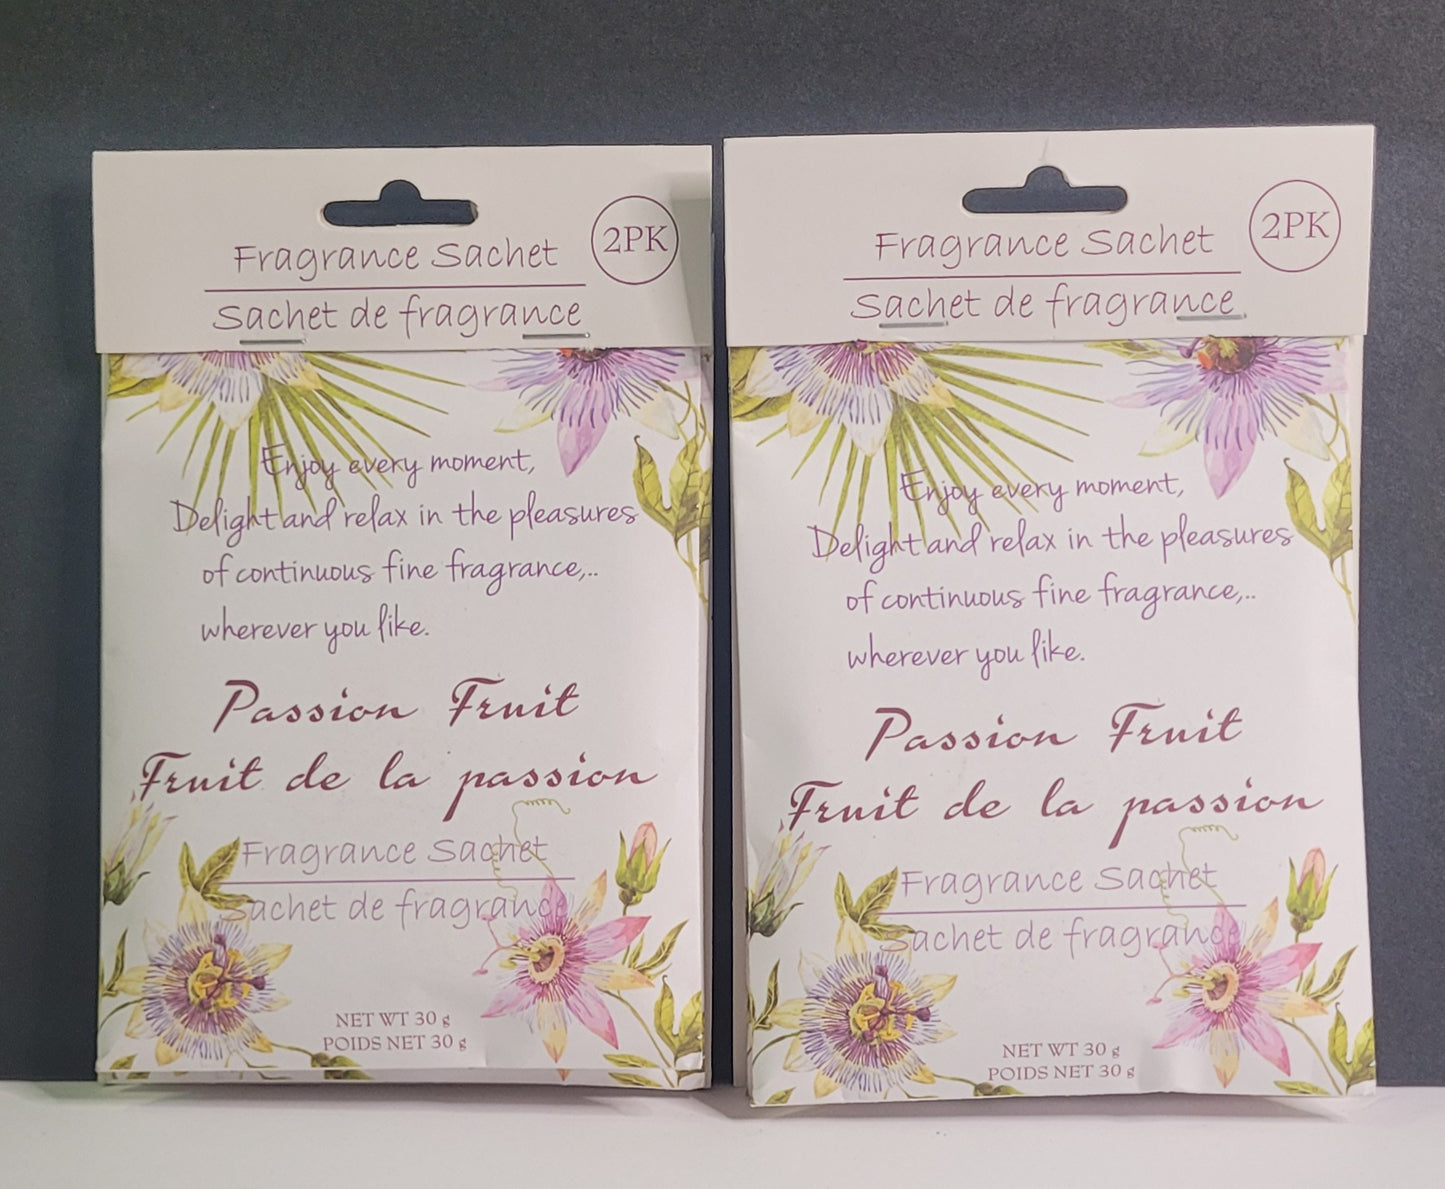 Fragrance Sachet
2PK
Sachet de fragrance
Enjoy every moment,
Delight and relax in the pleasures
of continuous fine fragrance,..
wherever you like.
Passion Fruit
Fruit de la passion
Fragrance Sachet
Sachet de fragrance
NET WT 30 g
POIDS NET 30 g
Fragrance Sachet
2PK
Sachet de fragrance
Enjoy every moment,
Delight and relax in the pleasures
of continuous fine fragrance,..
wherever you like.
Passion Fruit
Fruit de la passion
Fragrance Sachet
Sachet de fragrance
NET WT 30 g
POIDS NET 30 g